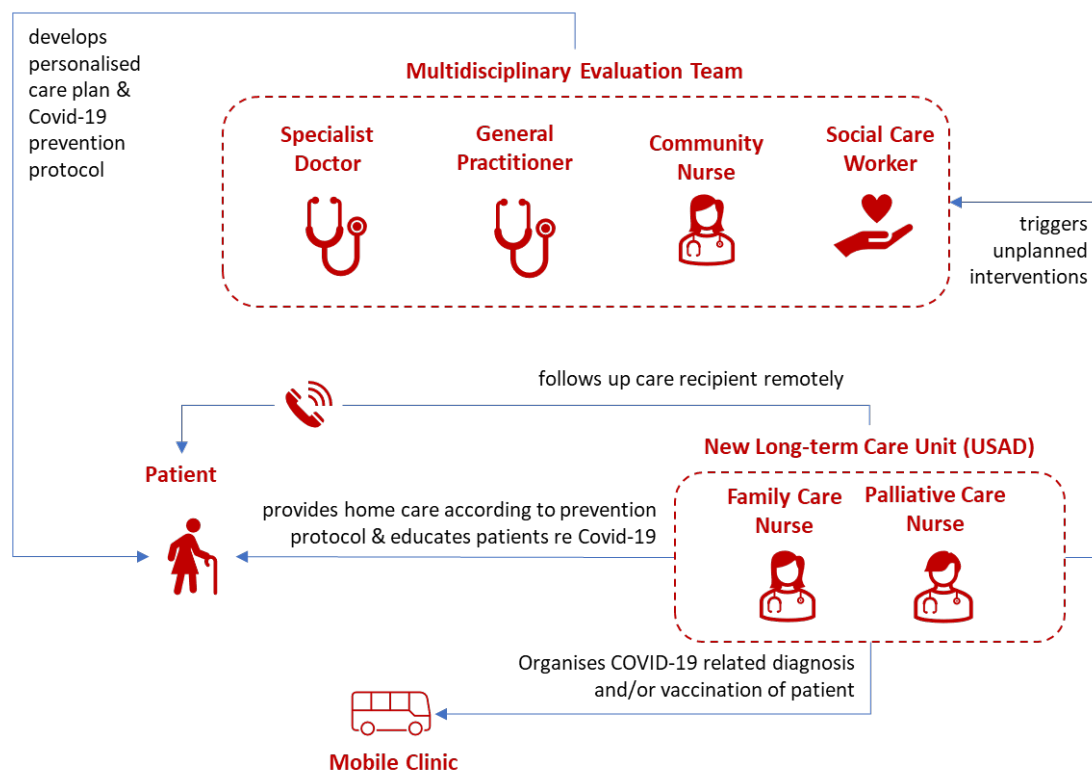 develops
personalised
care plan &
Covid-19
prevention
protocol
Multidisciplinary Evaluation Team
Specialist
Doctor
General
Practitioner
Community
Nurse
Social Care
Worker
triggers
unplanned
interventions
follows up care recipient remotely
New Long-term Care Unit (USAD)
Patient
Family Care
Nurse
Palliative Care
Nurse
provides home care according to prevention
protocol & educates patients re Covid-19
Organises COVID-19 related diagnosis
and/or vaccination of patient
Mobile Clinic